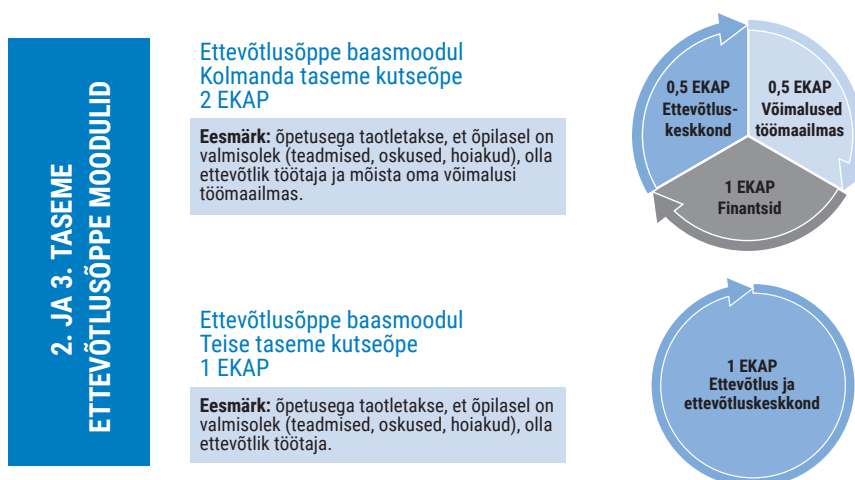 2. JA 3. TASEME
ETTEVÕTLUSÕPPE MOODULID
Ettevõtlusõppe baasmoodul
Kolmanda taseme kutseõpe
2 EKAP
Eesmärk: õpetusega taotletakse, et õpilasel on
valmisolek (teadmised, oskused, hoiakud), olla
ettevõtlik töötaja ja mõista oma võimalusi
töömaailmas.
0,5 EKAP
Ettevõtlus-
keskkond
0,5 EKAP
Võimalused
töömaailmas
1 EKAP
Finantsid
Ettevõtlusõppe baasmoodul
Teise taseme kutseõpe
1 EKAP
Eesmärk: õpetusega taotletakse, et õpilasel on
valmisolek (teadmised, oskused, hoiakud), olla
ettevõtlik töötaja.
1 EKAP
Ettevõtlus ja
ettevõtluskeskkond